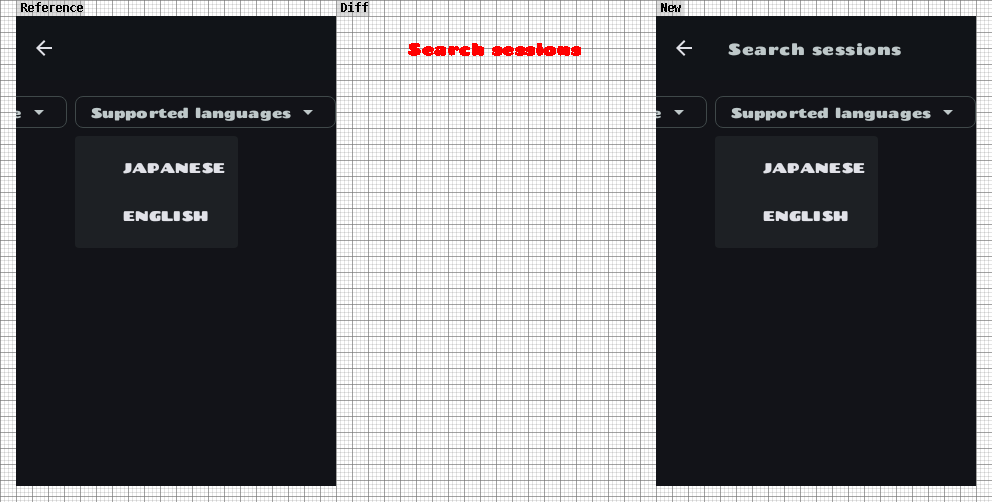 Reference
Diff
New
Search sessions
Search sessions
e
Supported languages
e
Supported languages
JAPANESE
JAPANESE
ENGLISH
ENGLISH